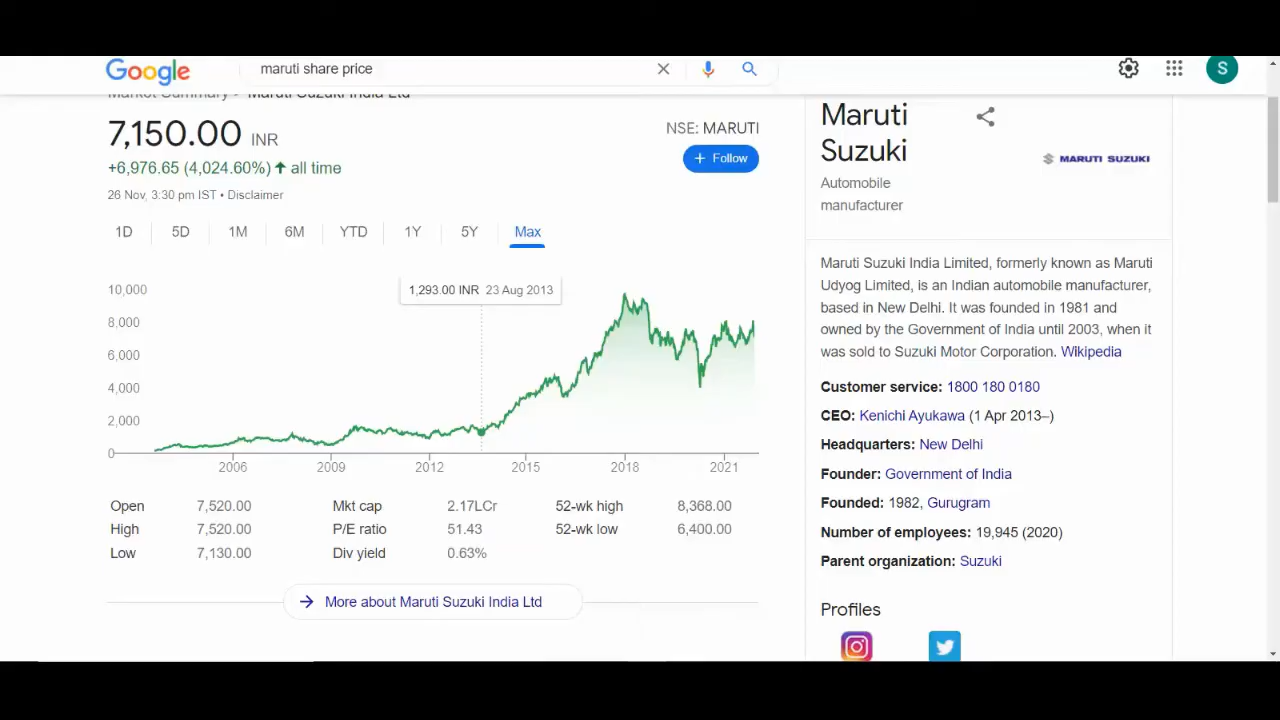 Google
maruti share price
S
Market Summary > Maruti Suzuki India Ltd
7,150.00 INR
+6,976.65 (4,024.60%) ↑ all time
26 Nov, 3:30 pm IST • Disclaimer
NSE: MARUTI
+ Follow
1D 5D 1M 6M YTD 1Y 5Y Max
1,293.00 INR 23 Aug 2013
10,000
8,000
6,000
4,000
2,000
0
2006 2009 2012 2015 2018 2021
Open 7,520.00 Mkt cap 2.17LCr 52-wk high 8,368.00
High 7,520.00 P/E ratio 51.43 52-wk low 6,400.00
Low 7,130.00 Div yield 0.63%
More about Maruti Suzuki India Ltd
Maruti
Suzuki
MARUTI SUZUKI
Automobile
manufacturer
Maruti Suzuki India Limited, formerly known as Maruti
Udyog Limited, is an Indian automobile manufacturer,
based in New Delhi. It was founded in 1981 and
owned by the Government of India until 2003, when it
was sold to Suzuki Motor Corporation. Wikipedia
Customer service: 1800 180 0180
CEO: Kenichi Ayukawa (1 Apr 2013–)
Headquarters: New Delhi
Founder: Government of India
Founded: 1982, Gurugram
Number of employees: 19,945 (2020)
Parent organization: Suzuki
Profiles